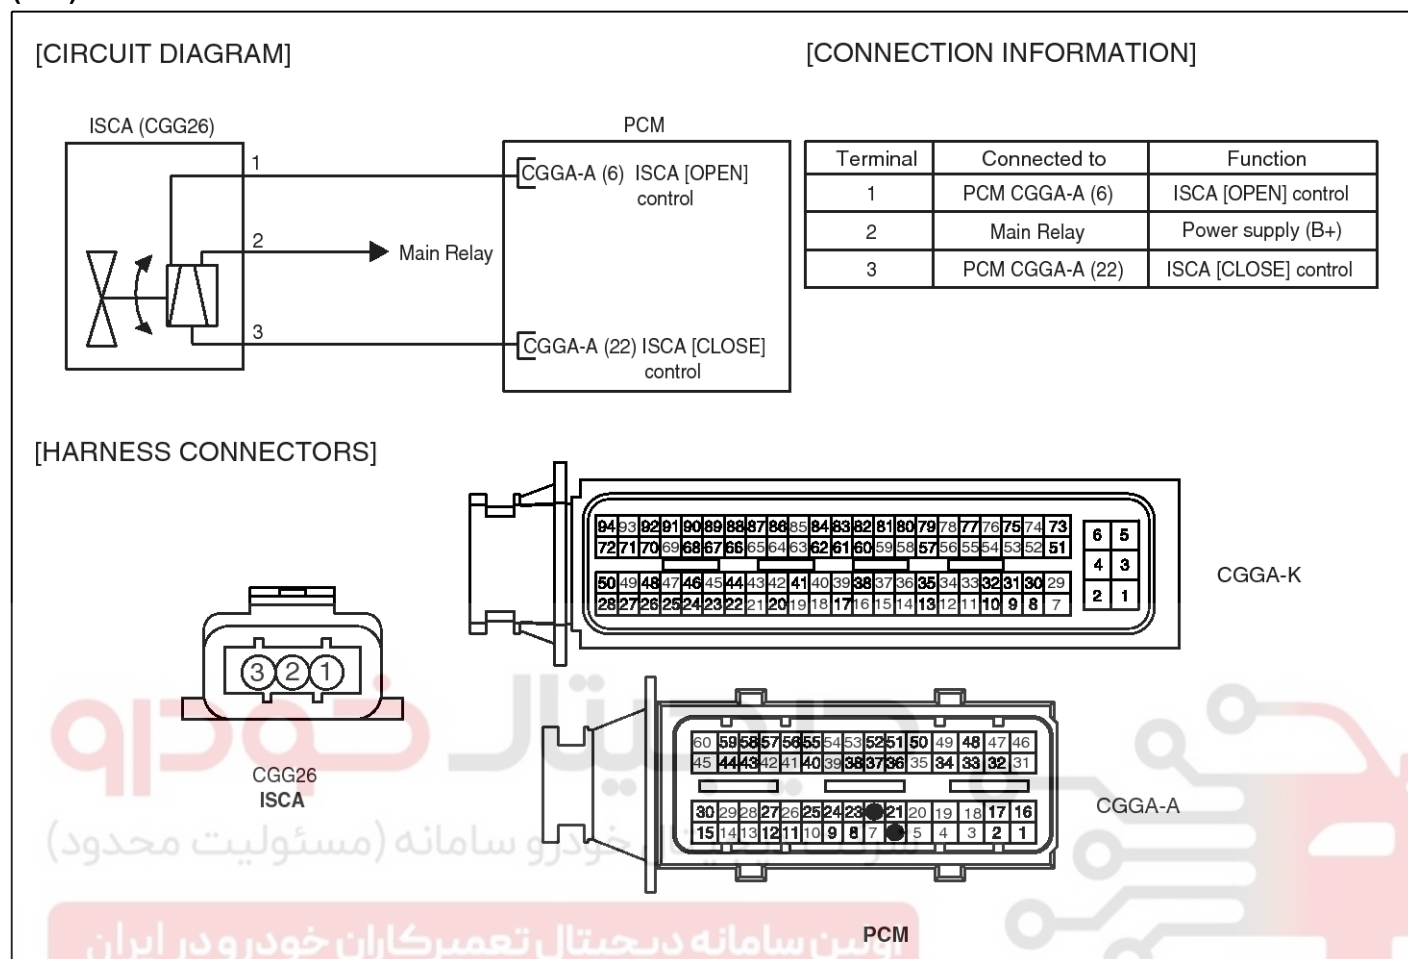 [CIRCUIT DIAGRAM]
ISCA (CGG26)
PCM
1
CGGA-A (6) ISCA [OPEN]
control
2
Main Relay
3
CGGA-A (22) ISCA [CLOSE]
control
[CONNECTION INFORMATION]
Terminal Connected to Function
1 PCM CGGA-A (6) ISCA [OPEN] control
2 Main Relay Power supply (B+)
3 PCM CGGA-A (22) ISCA [CLOSE] control
[HARNESS CONNECTORS]
94 93 92 91 90 89 88 87 86 85 84 83 82 81 80 79 78 77 76 75 74 73
72 71 70 69 68 67 66 65 64 63 62 61 60 59 58 57 56 55 54 53 52 51
50 49 48 47 46 45 44 43 42 41 40 39 38 37 36 35 34 33 32 31 30 29
28 27 26 25 24 23 22 21 20 19 18 17 16 15 14 13 12 11 10 9 8 7
6 5
4 3
2 1
CGGA-K
3 2 1
CGG26
ISCA
60 59 58 57 56 55 54 53 52 51 50 49 48 47 46
45 44 43 42 41 40 39 38 37 36 35 34 33 32 31
30 29 28 27 26 25 24 23 21 20 19 18 17 16
15 14 13 12 11 10 9 8 7 5 4 3 2 1
CGGA-A
PCM
دیجیتال خودرو
شرکت دیجیتال خودرو سامانه (مسئولیت محدود)
اولین سامانه دیجیتال تعمیرکاران خودرو در ایران